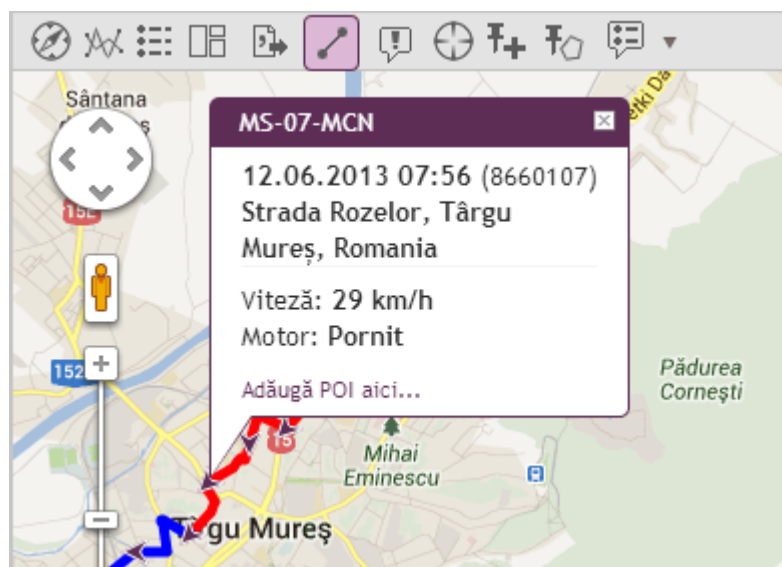 Sântana
MS-07-MCN
12.06.2013 07:56 (8660107)
Strada Rozelor, Târgu
Mureș, Romania
Viteză: 29 km/h
Motor: Pornit
Adăugă POI aici...
15E
152
15
Pădurea
Cornești
Mihai
Eminescu
Târgu Mureș